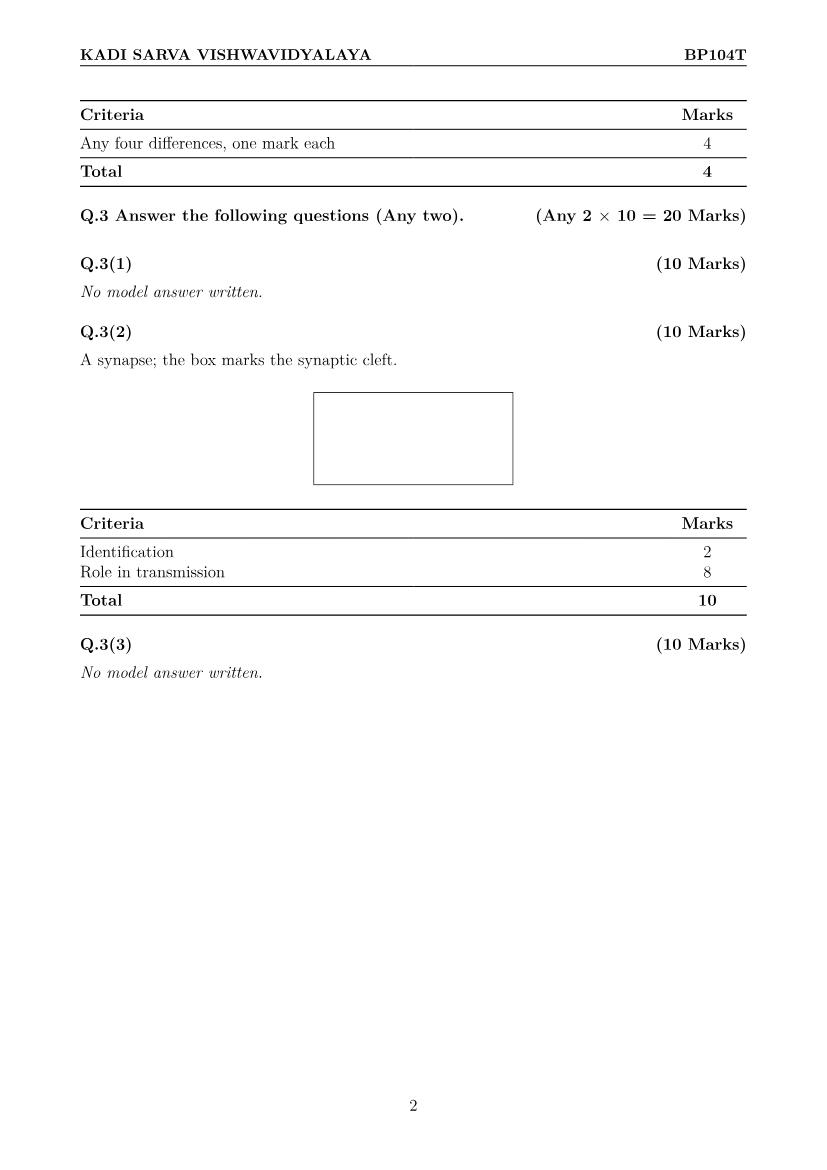 KADI SARVA VISHWAVIDYALAYA BP104T
Criteria Marks
Any four differences, one mark each 4
Total 4
Q.3 Answer the following questions (Any two). (Any 2 × 10 = 20 Marks)
Q.3(1) (10 Marks)
No model answer written.
Q.3(2) (10 Marks)
A synapse; the box marks the synaptic cleft.
Criteria Marks
Identification 2
Role in transmission 8
Total 10
Q.3(3) (10 Marks)
No model answer written.
2